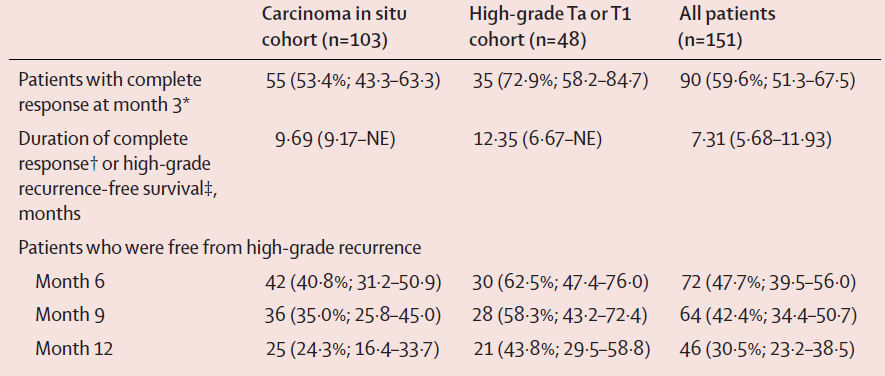 Carcinoma in situ cohort (n=103) High-grade Ta or T1 cohort (n=48) All patients (n=151)
Patients with complete response at month 3* 55 (53·4%; 43·3–63·3) 35 (72·9%; 58·2–84·7) 90 (59·6%; 51·3–67·5)
Duration of complete response† or high-grade recurrence-free survival‡, months 9·69 (9·17–NE) 12·35 (6·67–NE) 7·31 (5·68–11·93)
Patients who were free from high-grade recurrence
Month 6 42 (40·8%; 31·2–50·9) 30 (62·5%; 47·4–76·0) 72 (47·7%; 39·5–56·0)
Month 9 36 (35·0%; 25·8–45·0) 28 (58·3%; 43·2–72·4) 64 (42·4%; 34·4–50·7)
Month 12 25 (24·3%; 16·4–33·7) 21 (43·8%; 29·5–58·8) 46 (30·5%; 23·2–38·5)